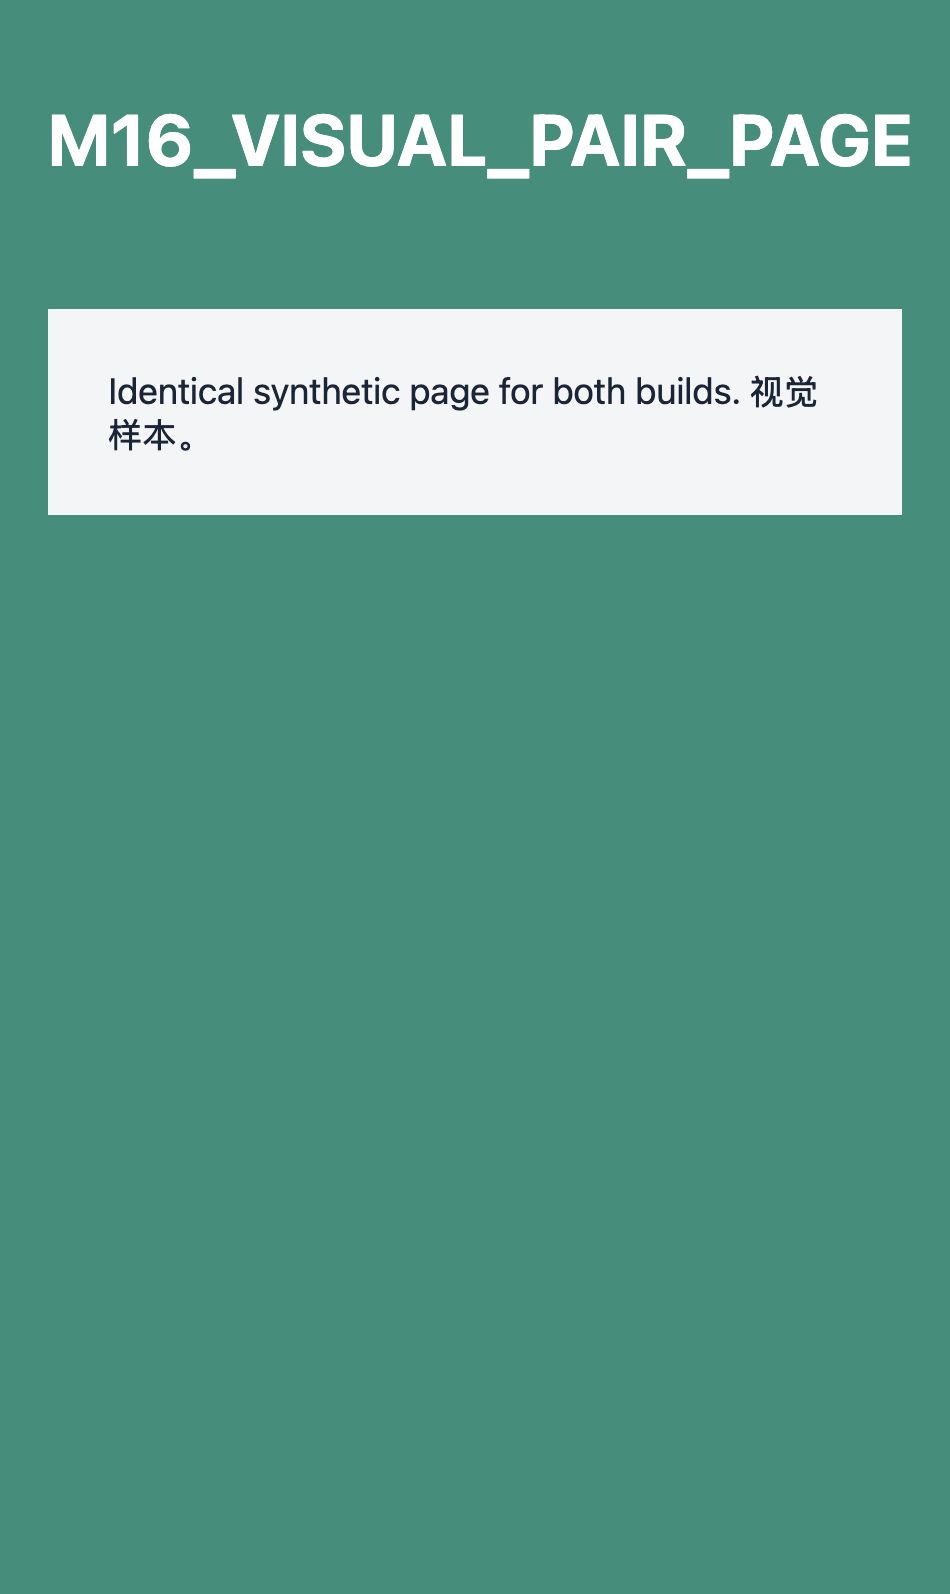 M16_VISUAL_PAIR_PAGE
Identical synthetic page for both builds. 视觉
样本。